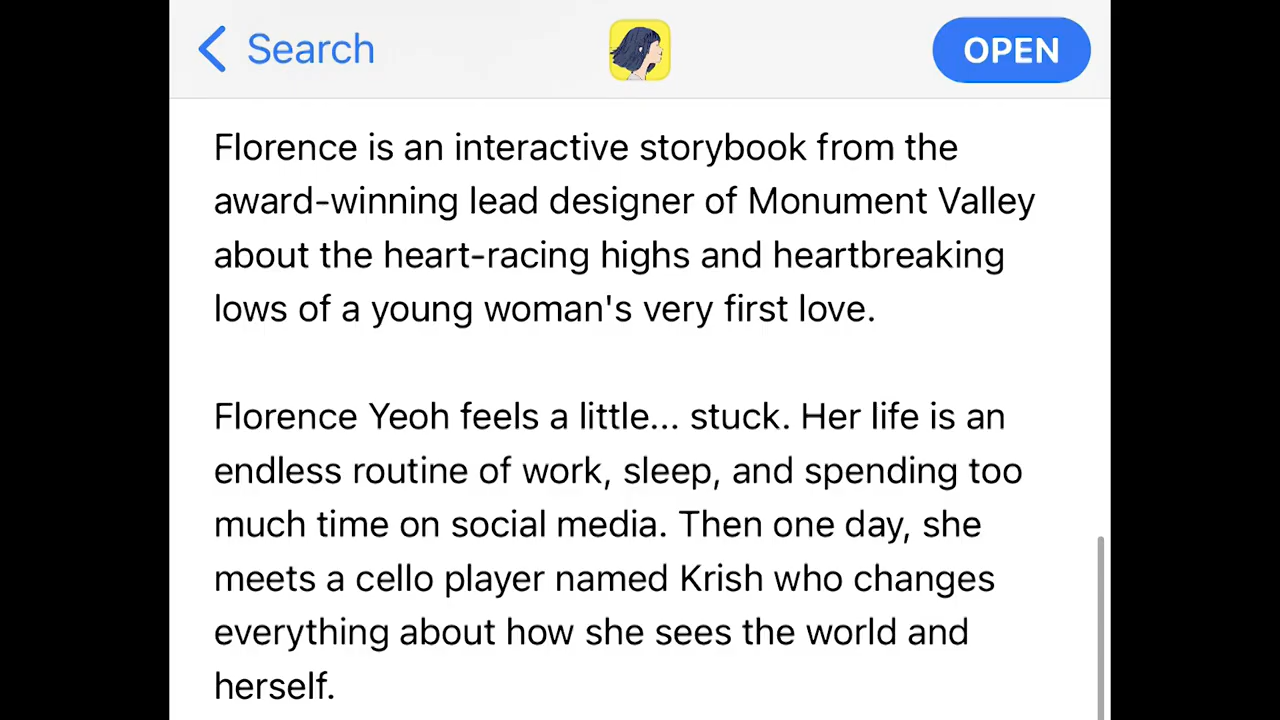 Search
OPEN
Florence is an interactive storybook from the
award-winning lead designer of Monument Valley
about the heart-racing highs and heartbreaking
lows of a young woman's very first love.
Florence Yeoh feels a little... stuck. Her life is an
endless routine of work, sleep, and spending too
much time on social media. Then one day, she
meets a cello player named Krish who changes
everything about how she sees the world and
herself.